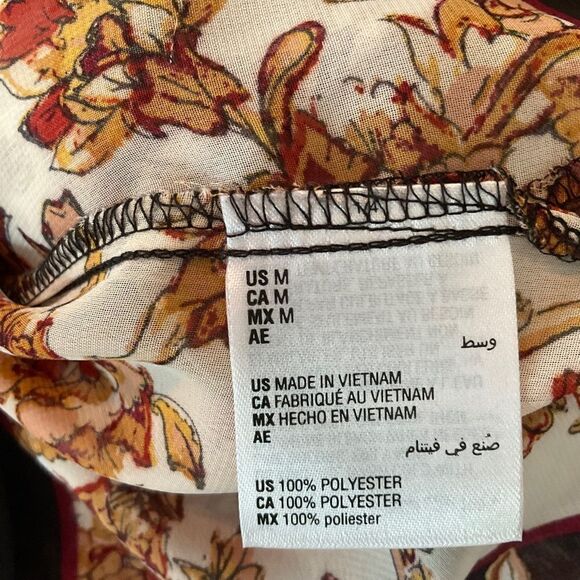 US M
CA M
MX M
AE
وسط
US MADE IN VIETNAM
CA FABRIQUÉ AU VIETNAM
MX HECHO EN VIETNAM
AE
صُنع في فيتنام
US 100% POLYESTER
CA 100% POLYESTER
MX 100% poliester